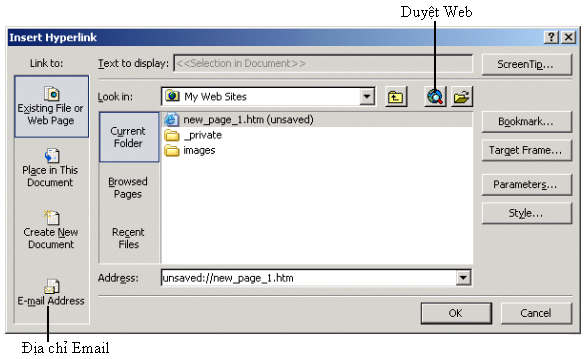 Duyệt Web
Insert Hyperlink
Link to:
Text to display:
<<Selection in Document>>
ScreenTip...
Existing File or
Web Page
Look in:
My Web Sites
Current
Folder
new_page_1.htm (unsaved)
_private
images
Bookmark...
Target Frame...
Place in This
Document
Browsed
Pages
Parameters...
Style...
Create New
Document
Recent
Files
E-mail Address
Address:
unsaved://new_page_1.htm
OK
Cancel
Địa chỉ Email